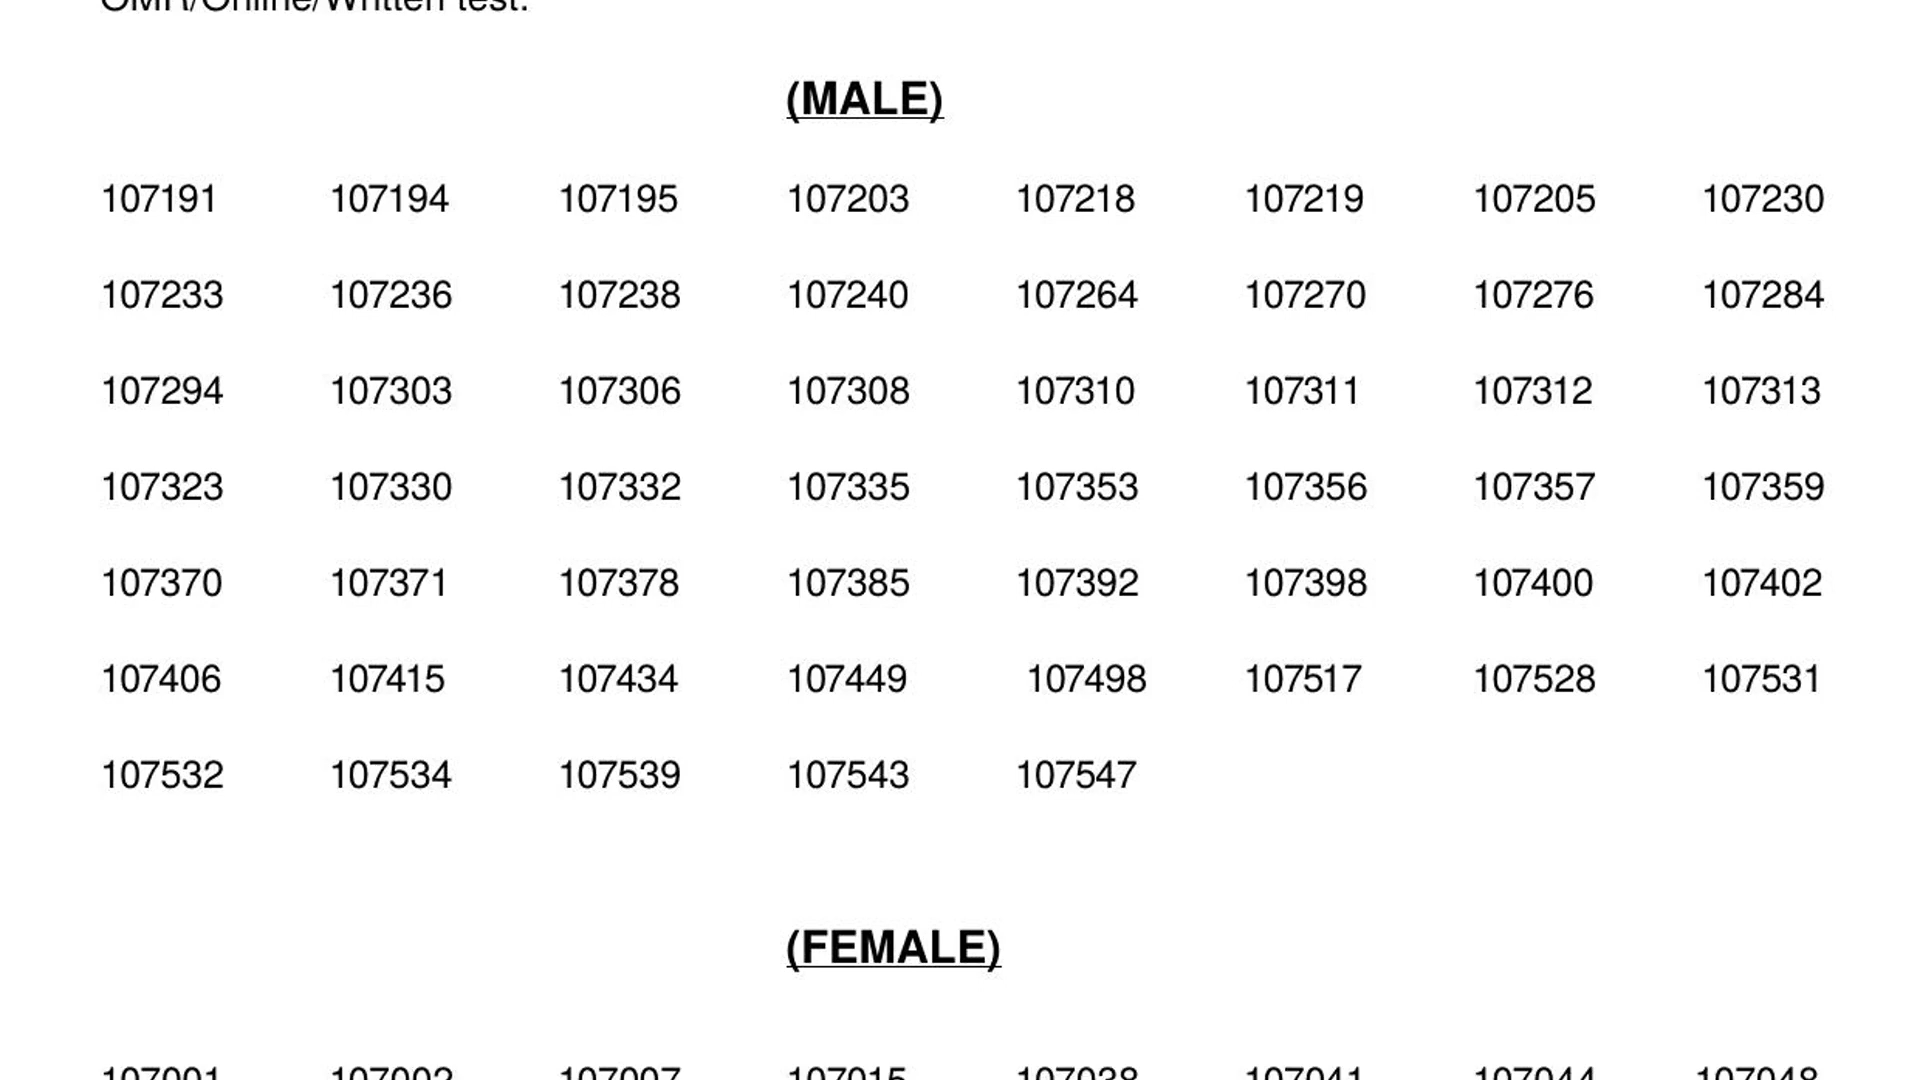 OMR/Online/Written test.
(MALE)
107191 107194 107195 107203 107218 107219 107205 107230
107233 107236 107238 107240 107264 107270 107276 107284
107294 107303 107306 107308 107310 107311 107312 107313
107323 107330 107332 107335 107353 107356 107357 107359
107370 107371 107378 107385 107392 107398 107400 107402
107406 107415 107434 107449 107498 107517 107528 107531
107532 107534 107539 107543 107547
(FEMALE)
107001 107002 107007 107015 107038 107041 107044 107048